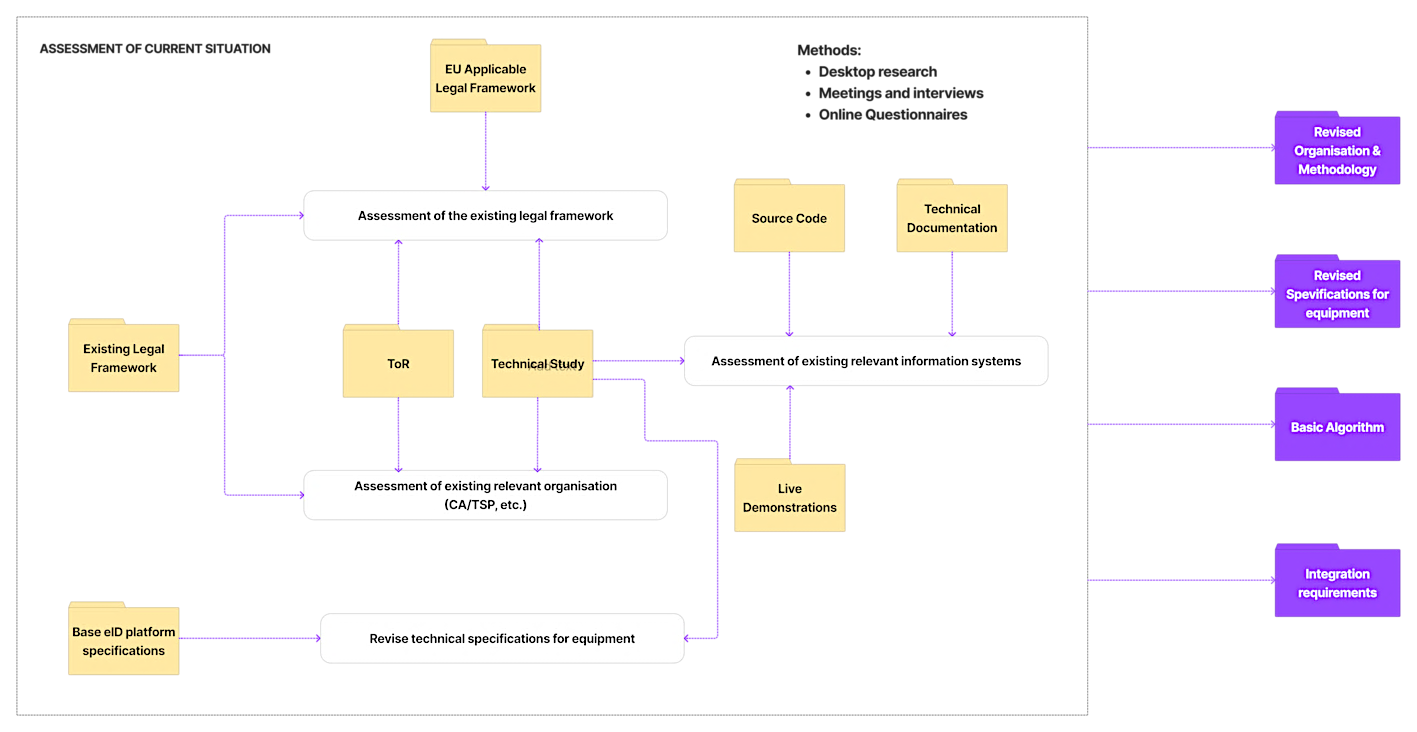 ASSESSMENT OF CURRENT SITUATION
EU Applicable
Legal Framework
Methods:
• Desktop research
• Meetings and interviews
• Online Questionnaires
Assessment of the existing legal framework
Source Code
Technical
Documentation
Existing Legal
Framework
ToR
Technical Study
Assessment of existing relevant information systems
Assessment of existing relevant organisation
(CA/TSP, etc.)
Live
Demonstrations
Base eID platform
specifications
Revise technical specifications for equipment
Revised
Organisation &
Methodology
Revised
Spevifications for
equipment
Basic Algorithm
Integration
requirements